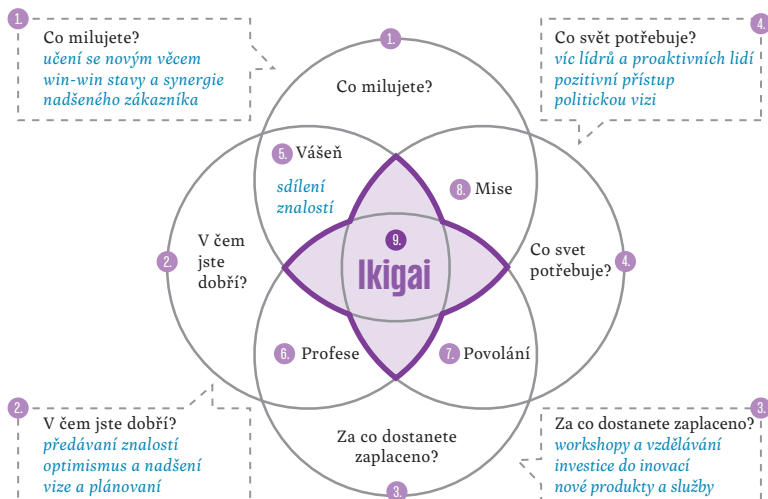 1.
Co milujete?
učení se novým věcem
win-win stavy a synergie
nadšeného zákazníka
4.
Co svět potřebuje?
víc lídrů a proaktivních lidí
pozitivní přístup
politickou vizi
1.
Co milujete?
5. Vášeň
sdílení
znalostí
8. Mise
2.
V čem
jste
dobří?
9.
Ikigai
Co svet
potřebuje?
4.
6. Profese
7. Povolání
Za co dostanete
zaplaceno?
3.
2.
V čem jste dobří?
předávaní znalostí
optimismus a nadšení
vize a plánovaní
3.
Za co dostanete zaplaceno?
workshopy a vzdělávání
investice do inovací
nové produkty a služby